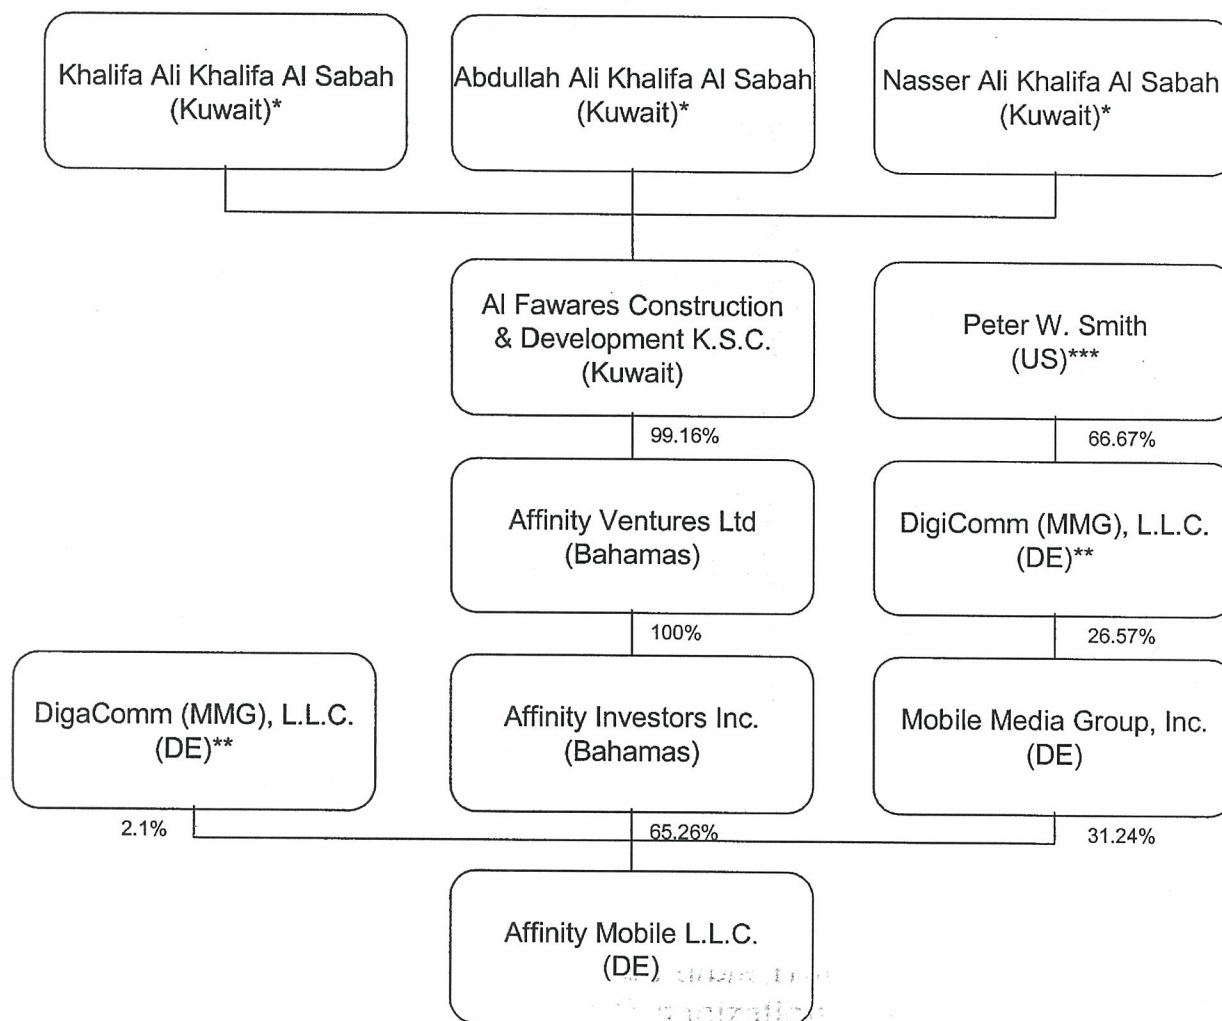 Khalifa Ali Khalifa Al Sabah
(Kuwait)*
Abdullah Ali Khalifa Al Sabah
(Kuwait)*
Nasser Ali Khalifa Al Sabah
(Kuwait)*
Al Fawares Construction
& Development K.S.C.
(Kuwait)
Peter W. Smith
(US)***
99.16%
66.67%
Affinity Ventures Ltd
(Bahamas)
DigiComm (MMG), L.L.C.
(DE)**
100%
26.57%
DigaComm (MMG), L.L.C.
(DE)**
Affinity Investors Inc.
(Bahamas)
Mobile Media Group, Inc.
(DE)
2.1%
65.26%
31.24%
Affinity Mobile L.L.C.
(DE)